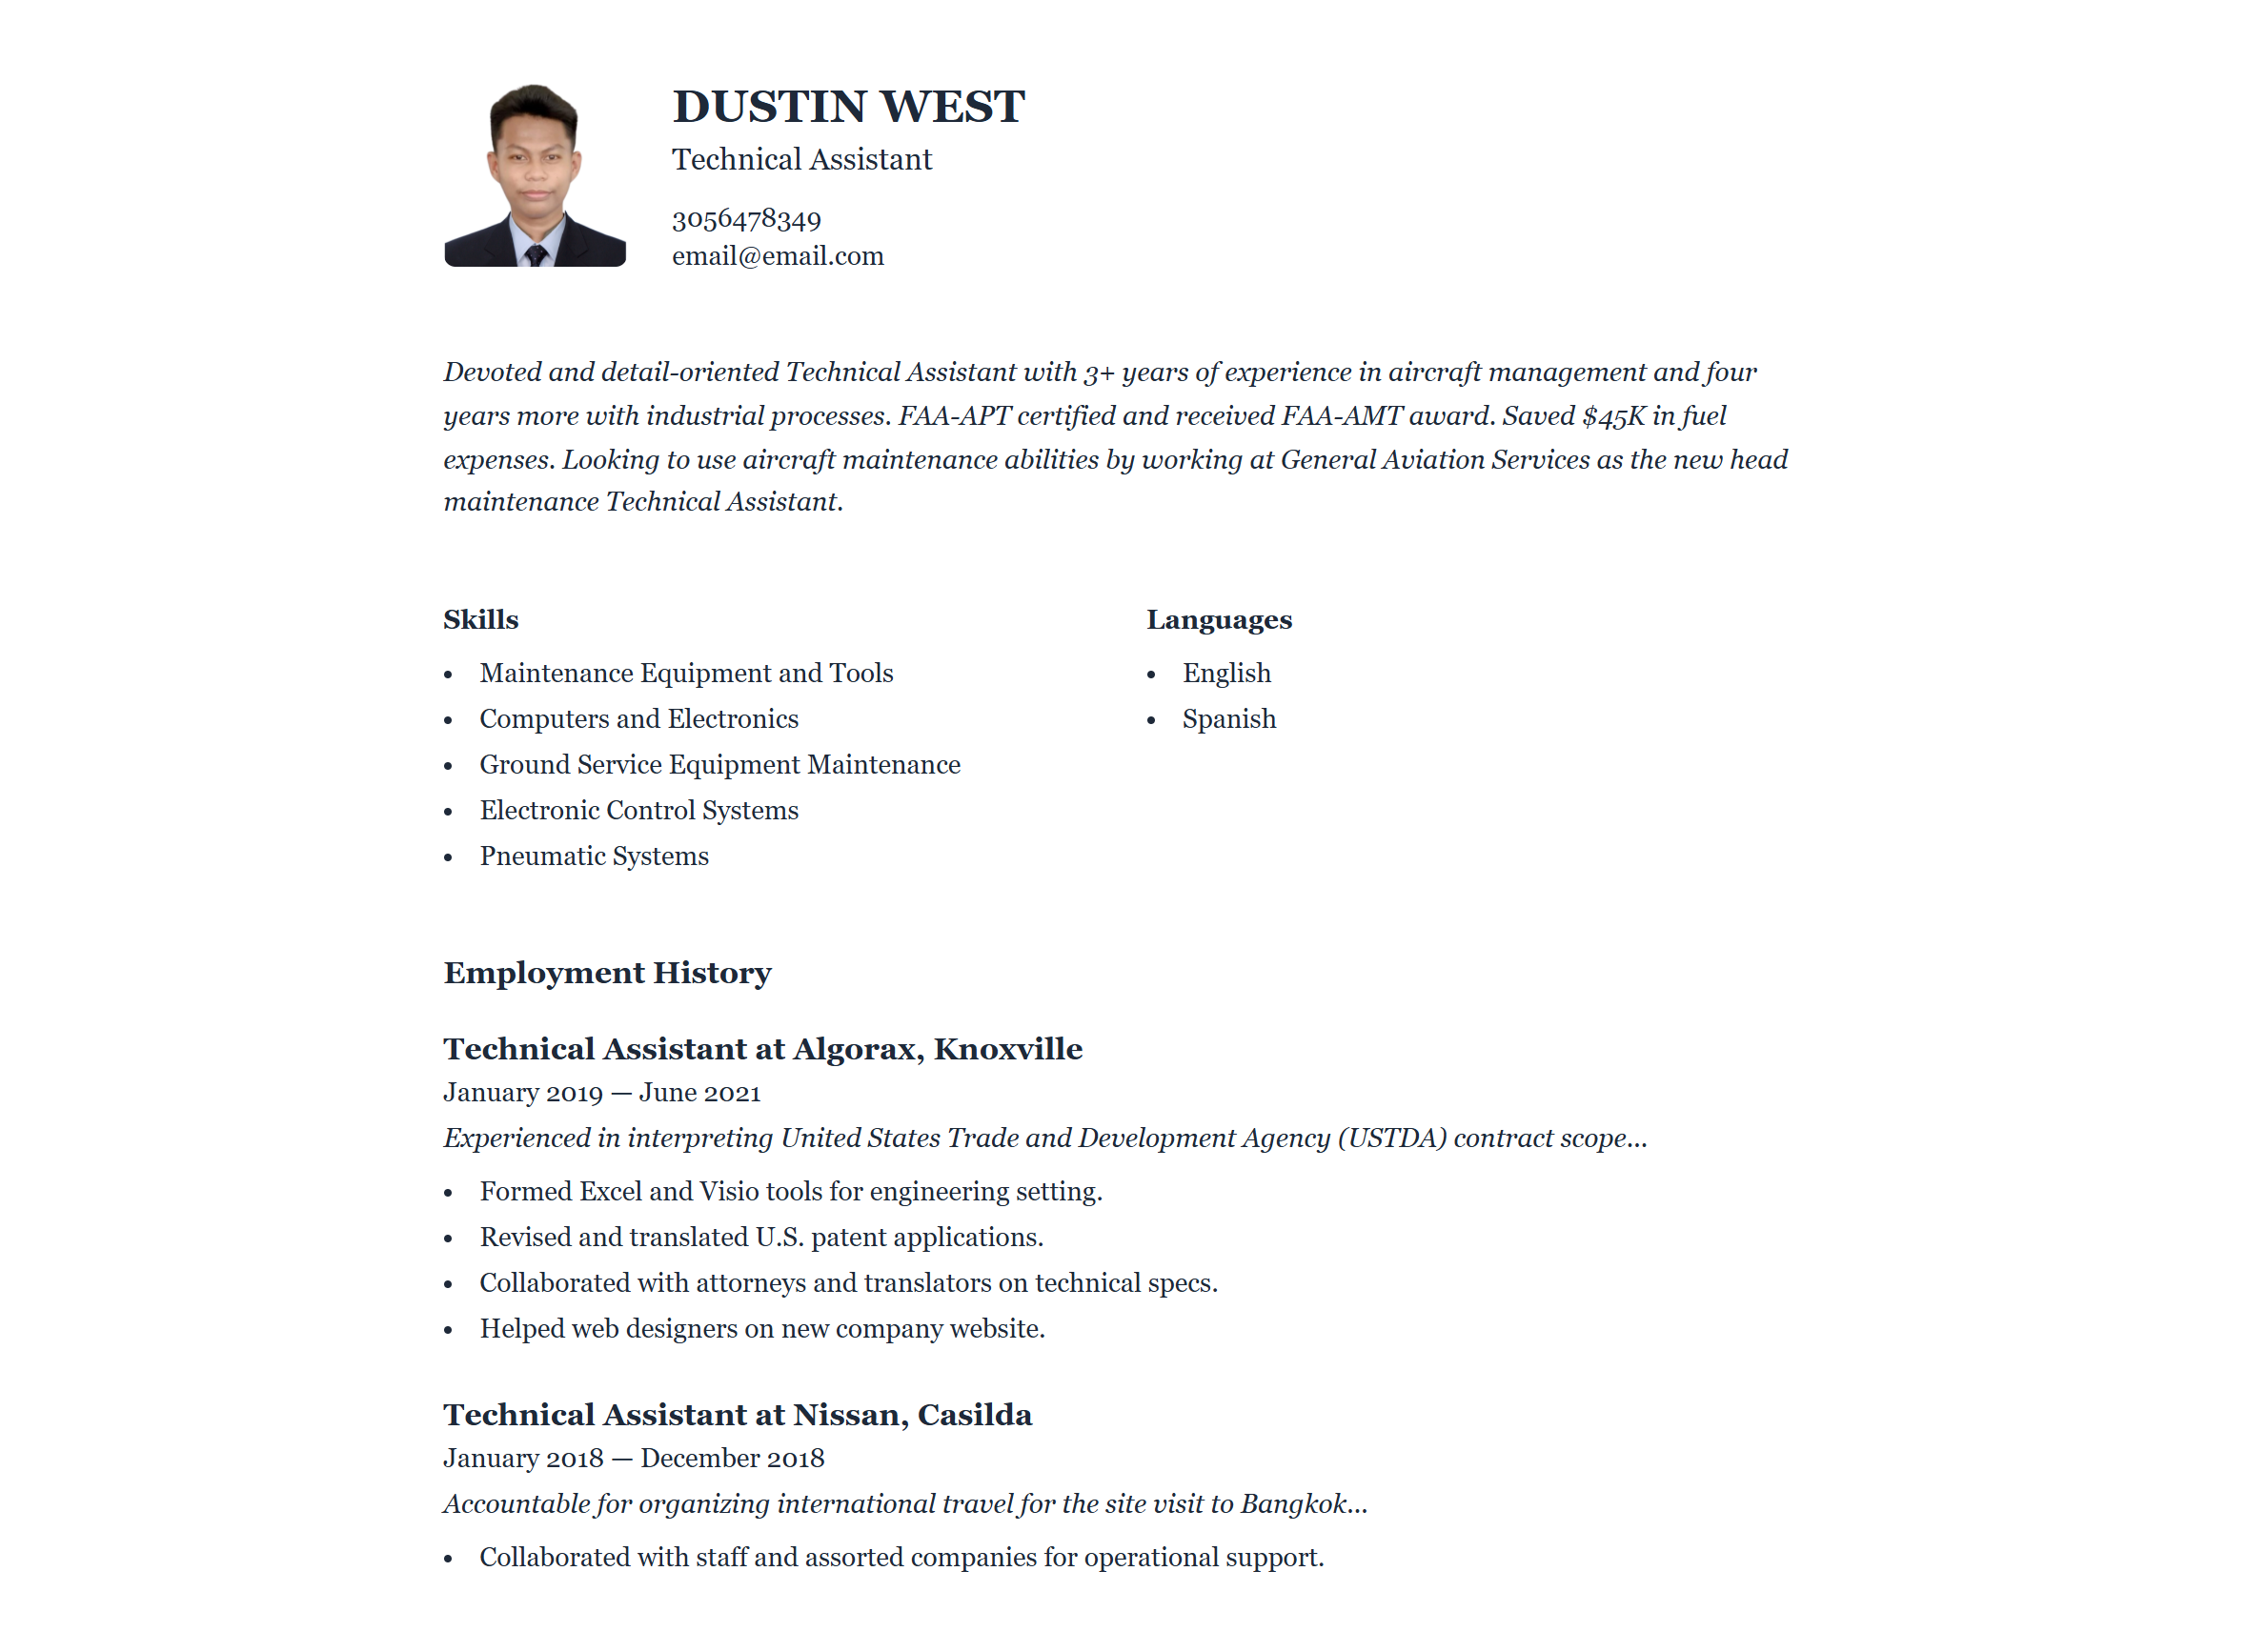 DUSTIN WEST
Technical Assistant
3056478349
email@email.com
Devoted and detail-oriented Technical Assistant with 3+ years of experience in aircraft management and four
years more with industrial processes. FAA-APT certified and received FAA-AMT award. Saved $45K in fuel
expenses. Looking to use aircraft maintenance abilities by working at General Aviation Services as the new head
maintenance Technical Assistant.
Skills
• Maintenance Equipment and Tools
• Computers and Electronics
• Ground Service Equipment Maintenance
• Electronic Control Systems
• Pneumatic Systems
Languages
• English
• Spanish
Employment History
Technical Assistant at Algorax, Knoxville
January 2019 — June 2021
Experienced in interpreting United States Trade and Development Agency (USTDA) contract scope...
• Formed Excel and Visio tools for engineering setting.
• Revised and translated U.S. patent applications.
• Collaborated with attorneys and translators on technical specs.
• Helped web designers on new company website.
Technical Assistant at Nissan, Casilda
January 2018 — December 2018
Accountable for organizing international travel for the site visit to Bangkok...
• Collaborated with staff and assorted companies for operational support.